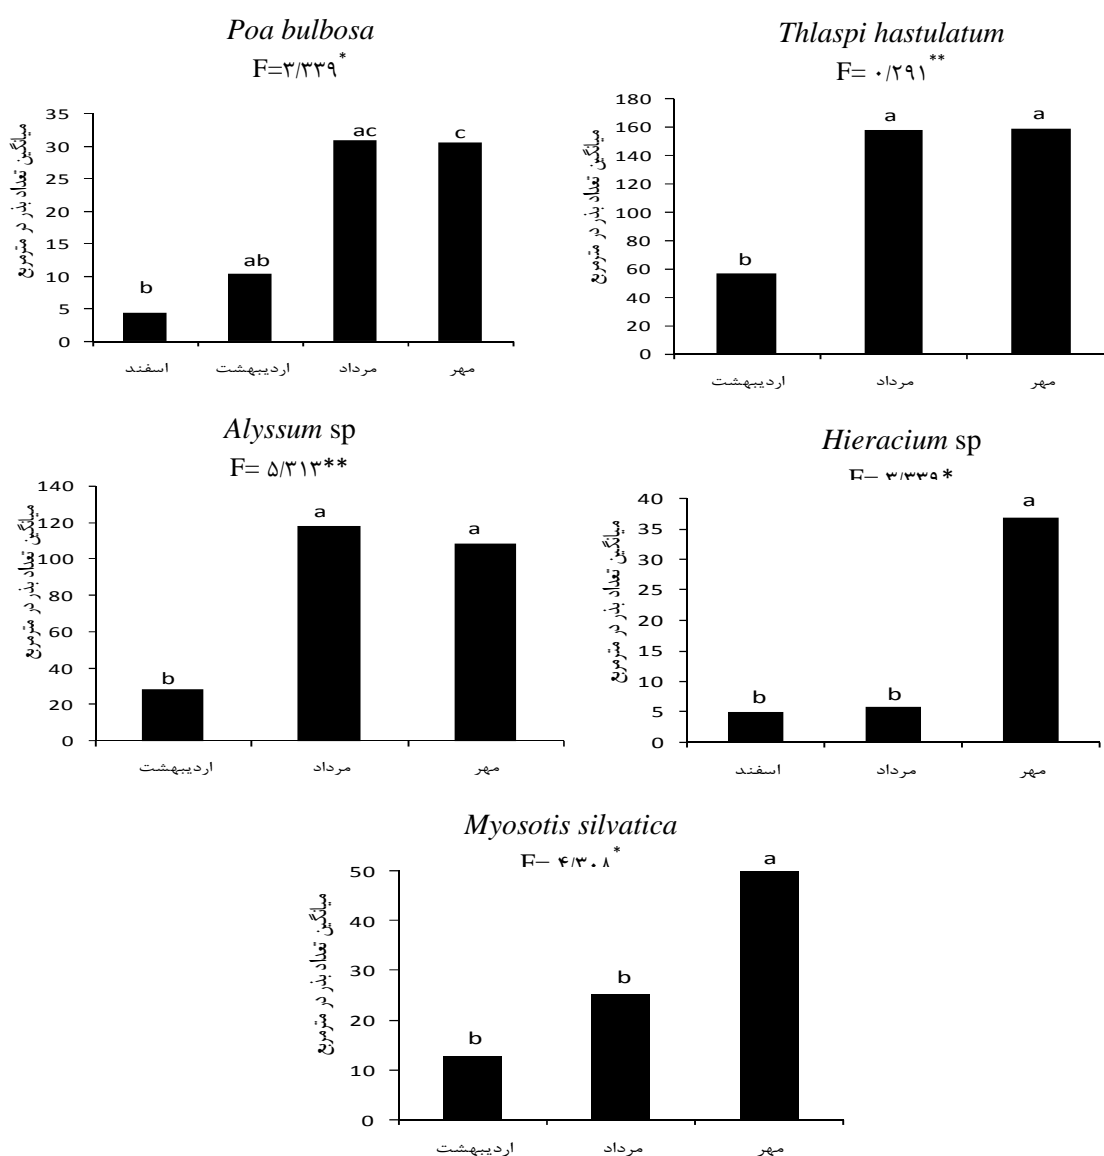 Poa bulbosa
F=۳/۳۳۹*
میانگین تعداد بذر در مترمربع
35
30
25
20
15
10
5
0
b
ab
ac
c
اسفند
اردیبهشت
مرداد
مهر
Thlaspi hastulatum
F= ۰/۲۹۱**
میانگین تعداد بذر در مترمربع
180
160
140
120
100
80
60
40
20
0
b
a
a
اردیبهشت
مرداد
مهر
Alyssum sp
F= ۵/۳۱۳**
میانگین تعداد بذر در مترمربع
140
120
100
80
60
40
20
0
b
a
a
اردیبهشت
مرداد
مهر
Hieracium sp
F= ۳/۳۳۹*
میانگین تعداد بذر در مترمربع
40
35
30
25
20
15
10
5
0
b
b
a
اسفند
مرداد
مهر
Myosotis silvatica
F= ۴/۳۰۸*
میانگین تعداد بذر در مترمربع
50
40
30
20
10
0
b
b
a
اردیبهشت
مرداد
مهر